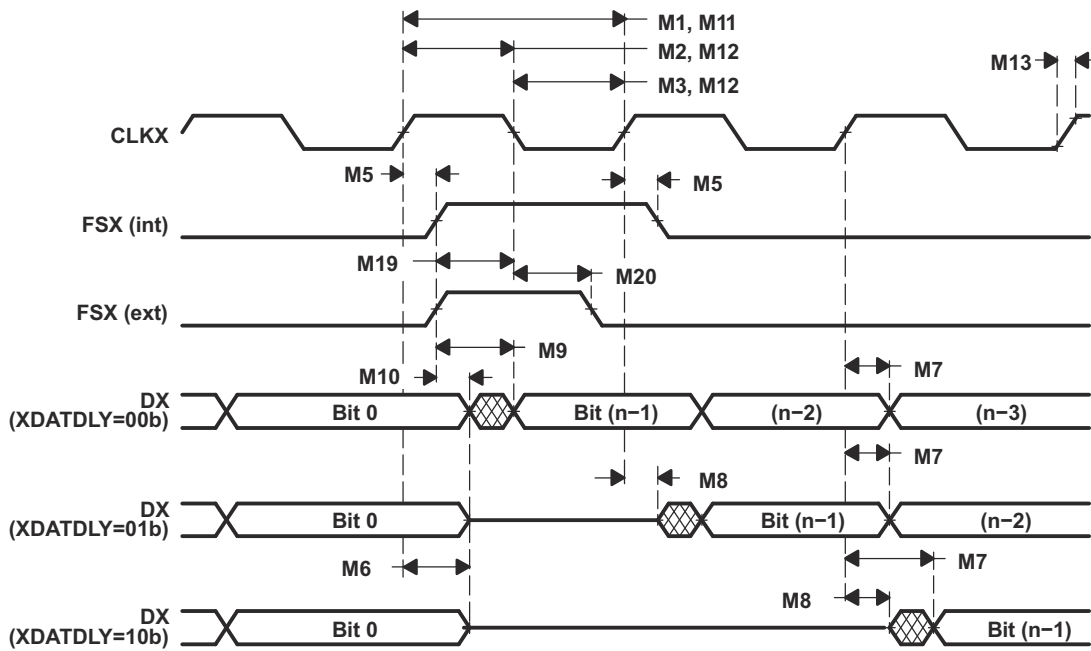 M1, M11
M2, M12
M13
M3, M12
CLKX
M5
M5
FSX (int)
M19
M20
FSX (ext)
M9
M10
M7
DX
(XDATDLY=00b)
Bit 0
Bit (n−1)
(n−2)
(n−3)
M7
M8
DX
(XDATDLY=01b)
Bit 0
Bit (n−1)
(n−2)
M6
M7
M8
DX
(XDATDLY=10b)
Bit 0
Bit (n−1)